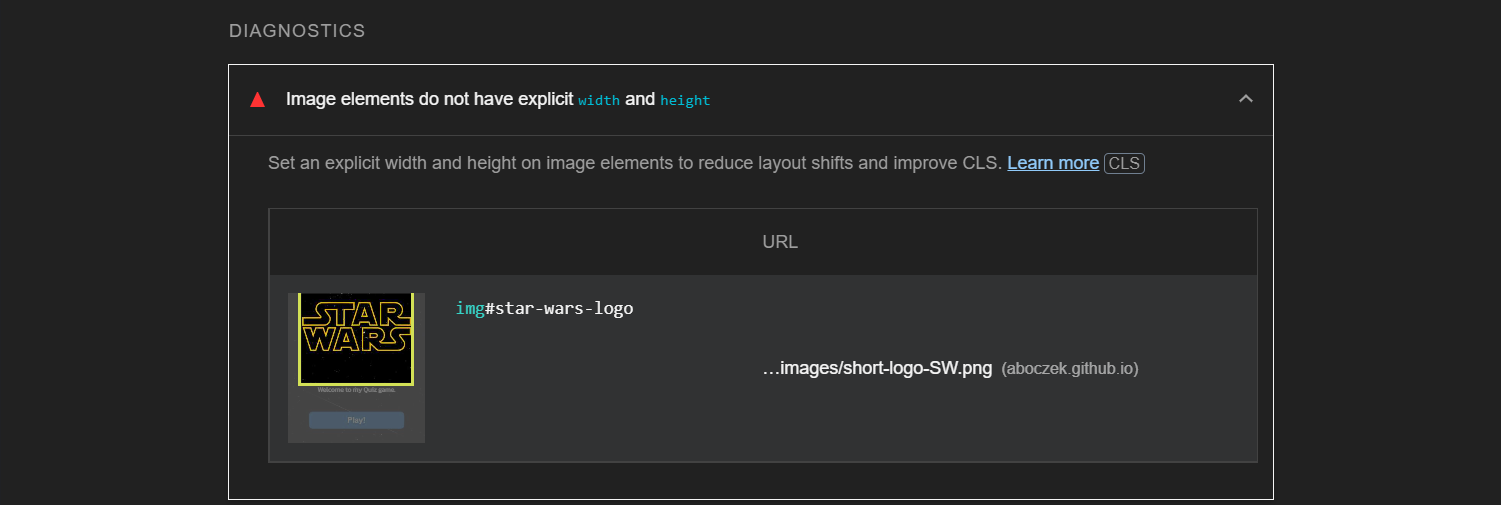 DIAGNOSTICS
Image elements do not have explicit width and height
Set an explicit width and height on image elements to reduce layout shifts and improve CLS. Learn more CLS
URL
STAR
WARS
Welcome to my Quiz game.
Play!
img#star-wars-logo
…images/short-logo-SW.png (aboczek.github.io)